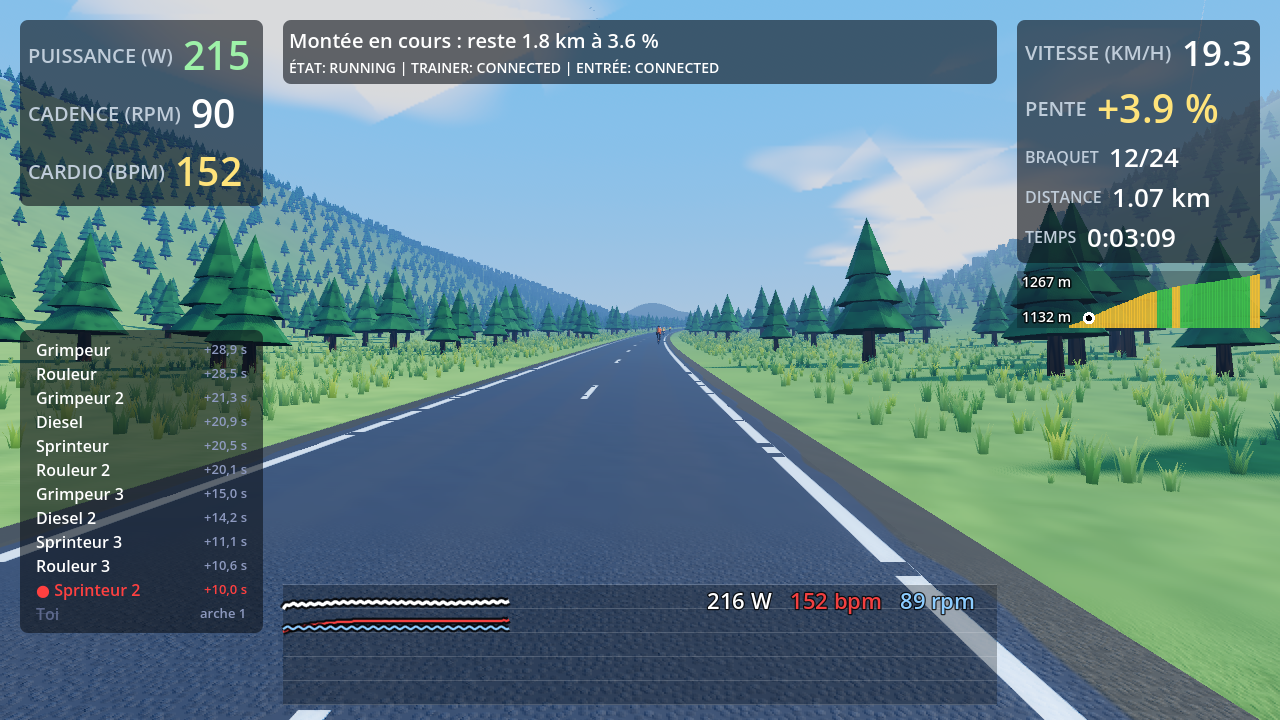 PUISSANCE (W) 215
CADENCE (RPM) 90
CARDIO (BPM) 152
Montée en cours : reste 1.8 km à 3.6 %
ÉTAT: RUNNING | TRAINER: CONNECTED | ENTRÉE: CONNECTED
VITESSE (KM/H) 19.3
PENTE +3.9 %
BRAQUET 12/24
DISTANCE 1.07 km
TEMPS 0:03:09
1267 m
1132 m
Grimpeur +28,9 s
Rouleur +28,5 s
Grimpeur 2 +21,3 s
Diesel +20,9 s
Sprinteur +20,5 s
Rouleur 2 +20,1 s
Grimpeur 3 +15,0 s
Diesel 2 +14,2 s
Sprinteur 3 +11,1 s
Rouleur 3 +10,6 s
Sprinteur 2 +10,0 s
Toi arche 1
216 W 152 bpm 89 rpm